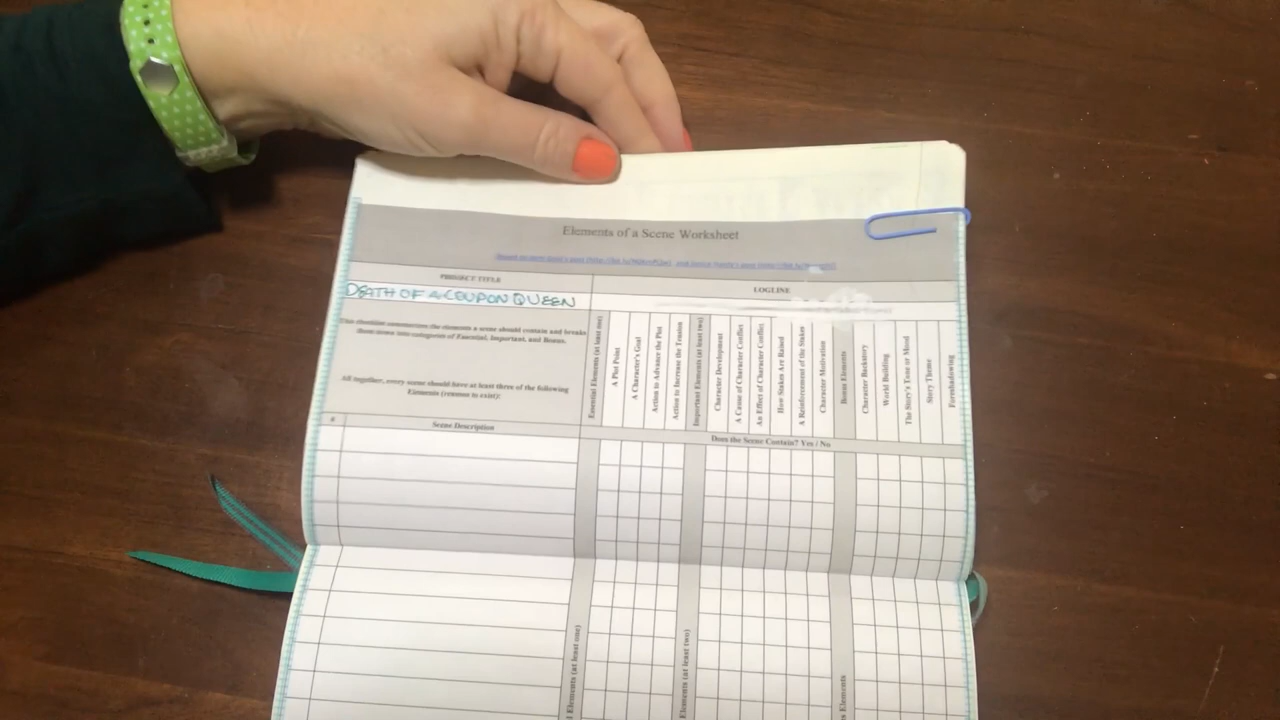 Elements of a Scene Worksheet
PROJECT TITLE
LOGLINE
DEATH OF A COUPON QUEEN
This checklist summarizes the elements a scene should contain and breaks
them down into categories of Essential, Important, and Bonus.
All together, every scene should have at least three of the following
Elements (reasons to exist):
Essential Elements (at least one)
A Plot Point
A Character's Goal
Action to Advance the Plot
Action to Increase the Tension
Important Elements (at least two)
Character Development
A Cause of Character Conflict
An Effect of Character Conflict
How Stakes Are Raised
A Reinforcement of the Stakes
Character Motivation
Bonus Elements
Character Backstory
World Building
The Story's Tone or Mood
Story Theme
Foreshadowing
#
Scene Description
Does the Scene Contain? Yes / No
l Elements (at least one)
Elements (at least two)
s Elements